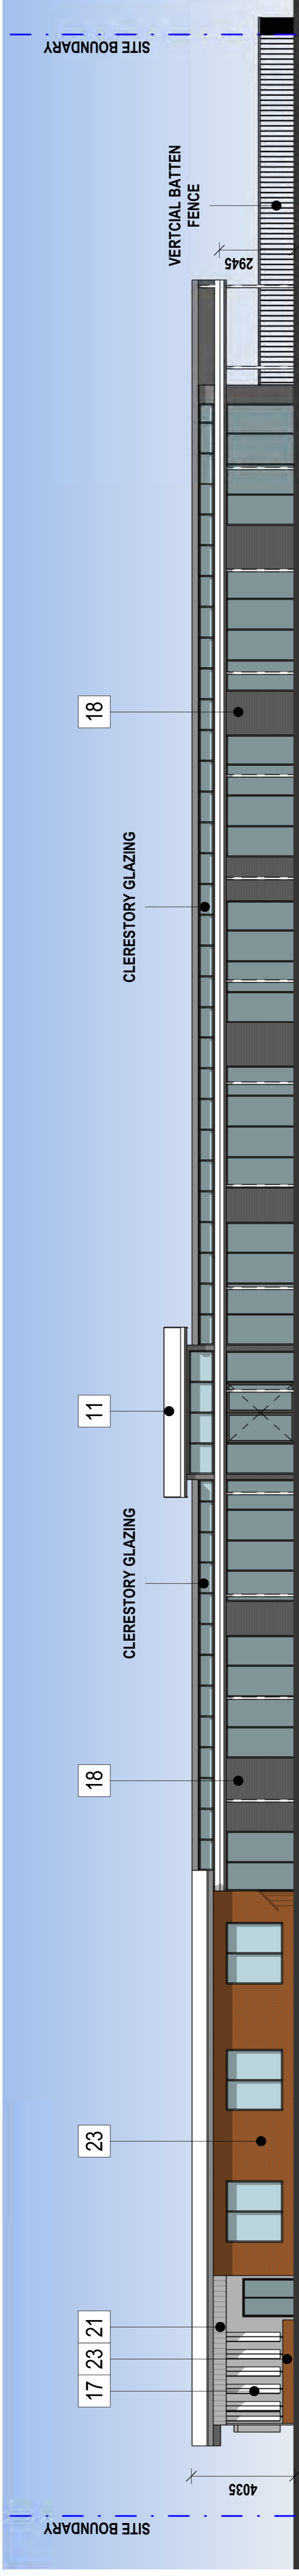 SITE BOUNDARY
4035
17 23 21
23
18
CLERESTORY GLAZING
11
CLERESTORY GLAZING
18
VERTCIAL BATTEN
FENCE
2945
SITE BOUNDARY